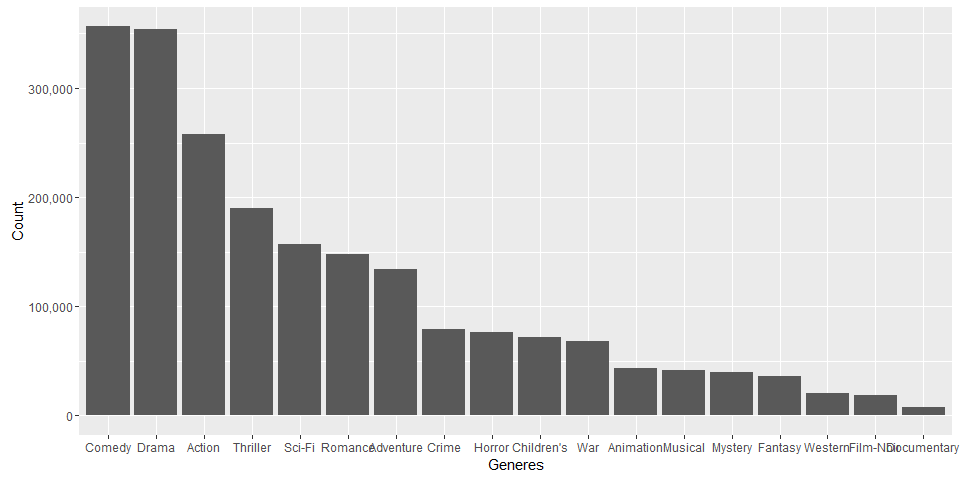 300,000
200,000
100,000
0
Count
Comedy Drama Action Thriller Sci-Fi Romance Adventure Crime Horror Children's War Animation Musical Mystery Fantasy Western Film-Noir Documentary
Generes